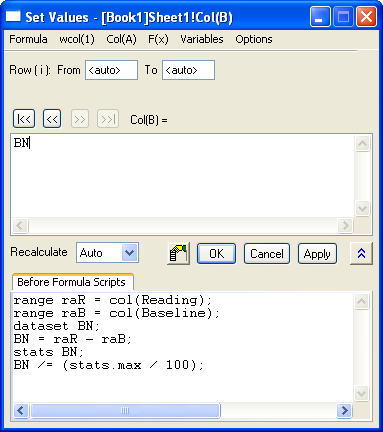 Set Values - [Book1]Sheet1!Col(B)
Formula wcol(1) Col(A) F(x) Variables Options
Row ( i ): From <auto> To <auto>
|<< << >> >>| Col(B) =
BN
Recalculate Auto OK Cancel Apply
Before Formula Scripts
range raR = col(Reading);
range raB = col(Baseline);
dataset BN;
BN = raR - raB;
stats BN;
BN /= (stats.max / 100);